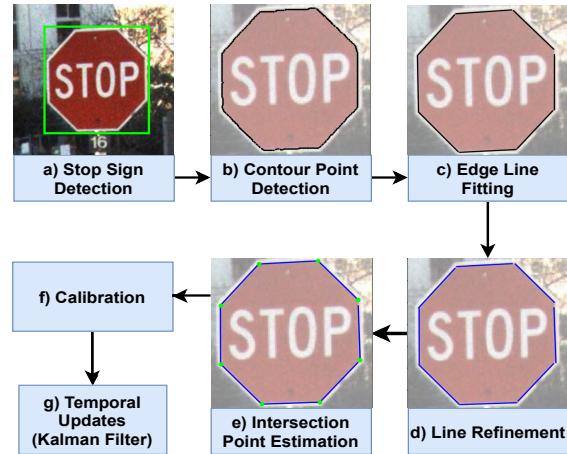 STOP
16
a) Stop Sign
Detection
STOP
b) Contour Point
Detection
STOP
c) Edge Line
Fitting
f) Calibration
STOP
e) Intersection
Point Estimation
STOP
d) Line Refinement
g) Temporal
Updates
(Kalman Filter)